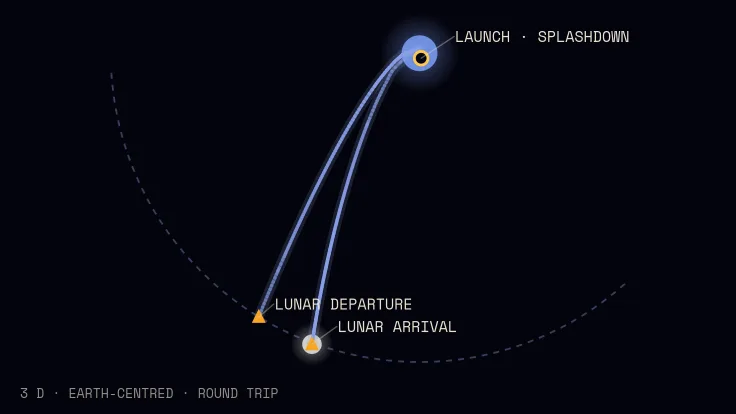 LAUNCH · SPLASHDOWN
LUNAR DEPARTURE
LUNAR ARRIVAL
3 D · EARTH-CENTRED · ROUND TRIP